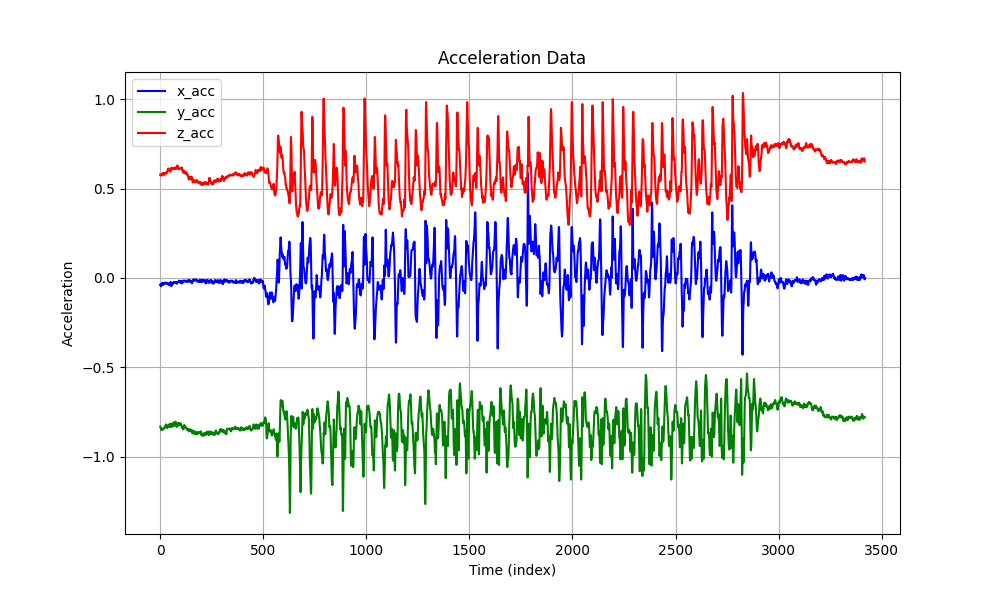 Acceleration Data
x_acc
y_acc
z_acc
1.0
0.5
0.0
−0.5
−1.0
Acceleration
0 500 1000 1500 2000 2500 3000 3500
Time (index)